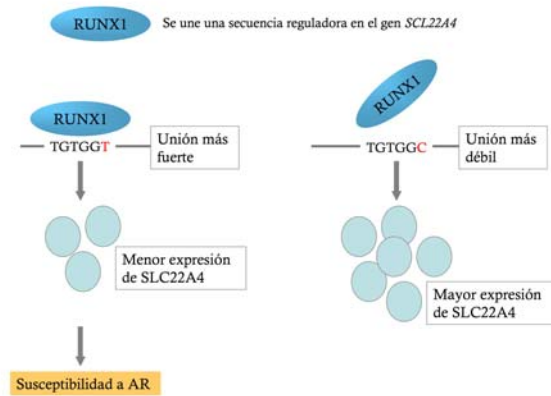 RUNX1
Se une una secuencia reguladora en el gen SCL22A4
RUNX1
TGTGGT
Unión más
fuerte
Menor expresión
de SLC22A4
Susceptibilidad a AR
RUNX1
TGTGGC
Unión más
débil
Mayor expresión
de SLC22A4